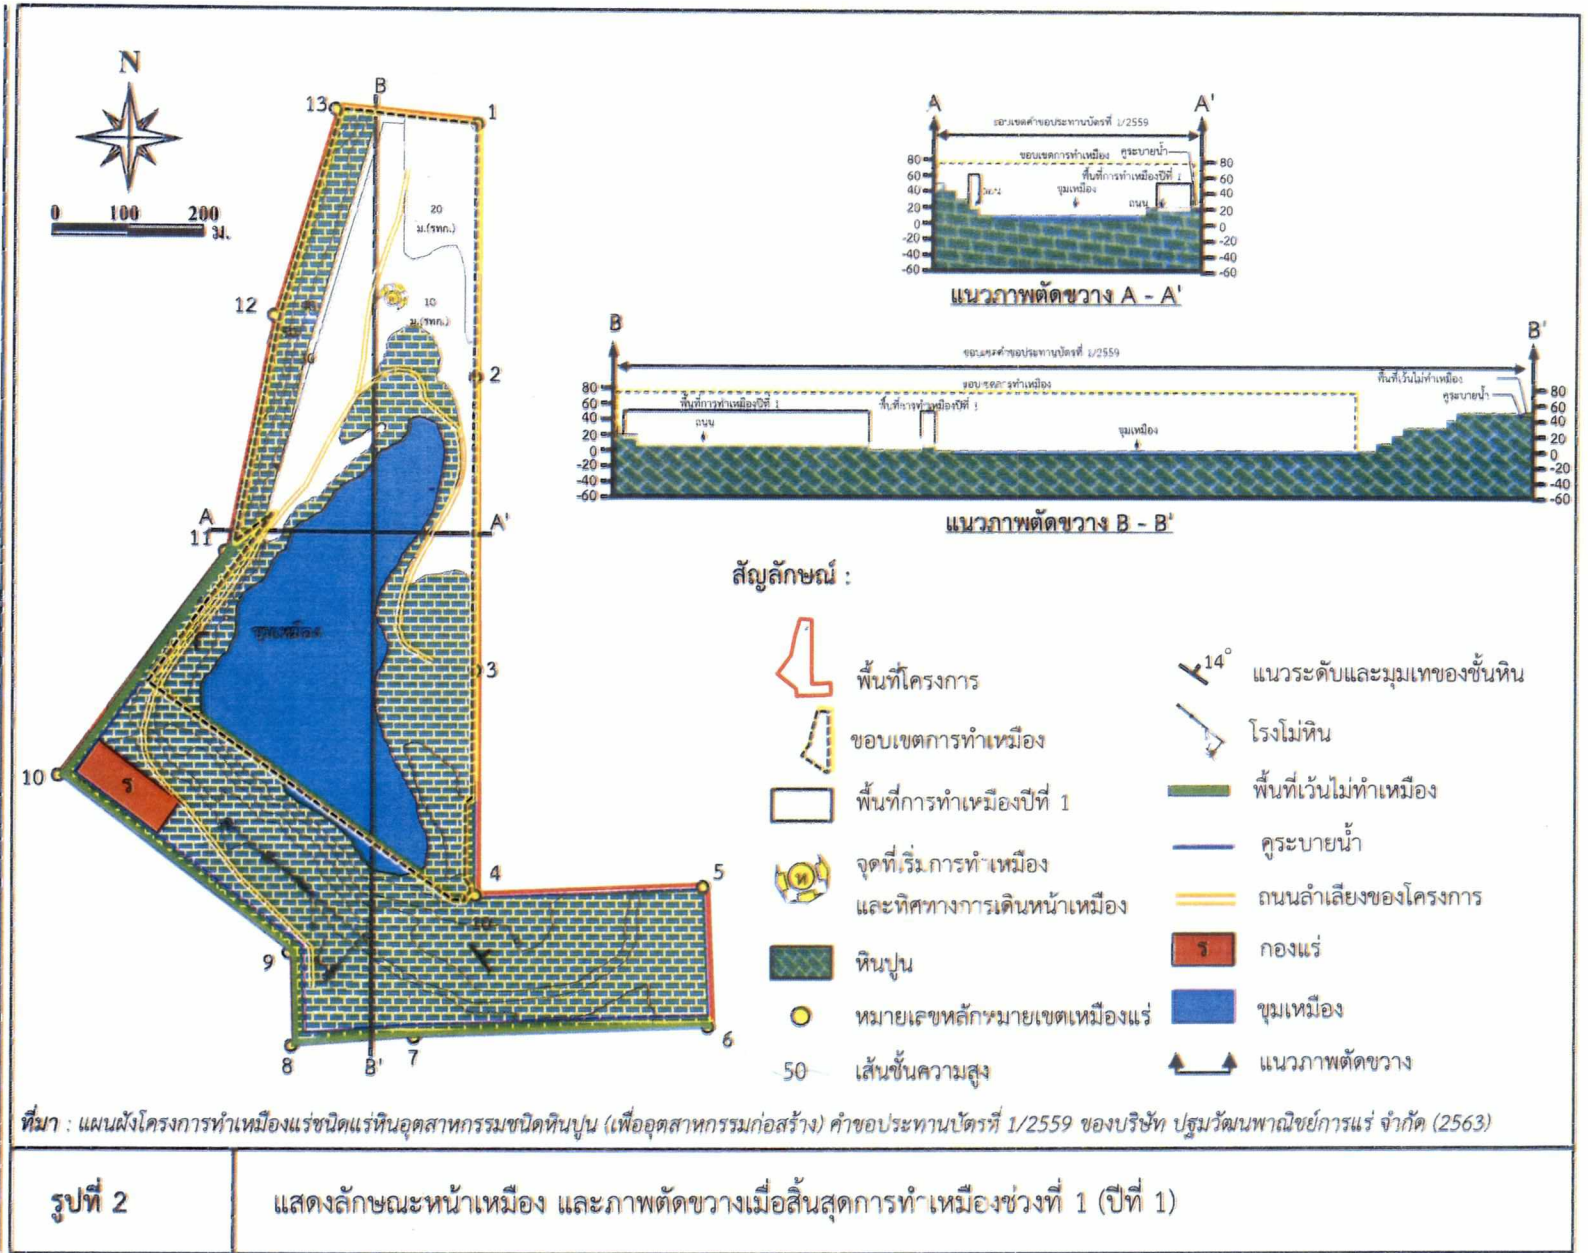 N
0 100 200
ม.
B
13
1
20
ม.(รทก.)
12
10
ม.(รทก.)
2
A
A'
11
ขุมเหมือง
3
10
ร
4
5
9
8
B'
7
6
A
A'
ขอบเขตคำขอประทานบัตรที่ 1/2559
ขอบเขตการทำเหมือง
คูระบายน้ำ
พื้นที่การทำเหมืองปีที่ 1
ถนน
ขุมเหมือง
ถนน
80
60
40
20
0
-20
-40
-60
80
60
40
20
0
-20
-40
-60
แนวภาพตัดขวาง A - A'
B
B'
ขอบเขตคำขอประทานบัตรที่ 1/2559
ขอบเขตการทำเหมือง
พื้นที่เว้นไม่ทำเหมือง
คูระบายน้ำ
พื้นที่การทำเหมืองปีที่ 1
พื้นที่การทำเหมืองปีที่ 1
ถนน
ขุมเหมือง
80
60
40
20
0
-20
-40
-60
80
60
40
20
0
-20
-40
-60
แนวภาพตัดขวาง B - B'
สัญลักษณ์ :
พื้นที่โครงการ
ขอบเขตการทำเหมือง
พื้นที่การทำเหมืองปีที่ 1
ห
จุดที่เริ่มการทำเหมือง
และทิศทางการเดินหน้าเหมือง
หินปูน
หมายเลขหลักหมายเขตเหมืองแร่
50 เส้นชั้นความสูง
14° แนวระดับและมุมเทของชั้นหิน
โรงโม่หิน
พื้นที่เว้นไม่ทำเหมือง
คูระบายน้ำ
ถนนลำเลียงของโครงการ
ร กองแร่
ขุมเหมือง
แนวภาพตัดขวาง
ที่มา : แผนผังโครงการทำเหมืองแร่ชนิดแร่หินอุตสาหกรรมชนิดหินปูน (เพื่ออุตสาหกรรมก่อสร้าง) คำขอประทานบัตรที่ 1/2559 ของบริษัท ปฐมวัฒนพาณิชย์การแร่ จำกัด (2563)
รูปที่ 2 แสดงลักษณะหน้าเหมือง และภาพตัดขวางเมื่อสิ้นสุดการทำเหมืองช่วงที่ 1 (ปีที่ 1)